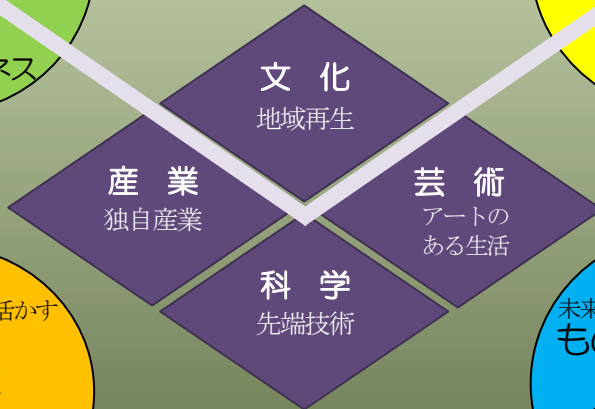 ネス
文 化
地域再生
産 業
独自産業
芸 術
アートの
ある生活
科 学
先端技術
活かす
未来
もの